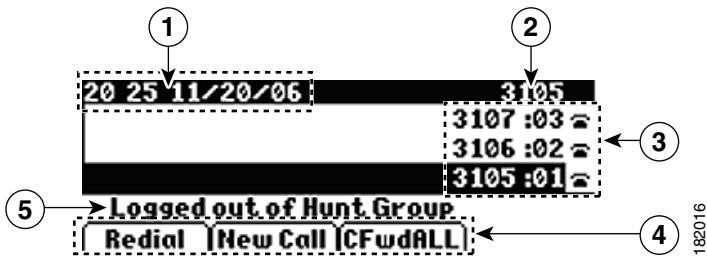 1 2
20 25 11/20/06 3105
3107 :03
3106 :02
3
3105 :01
5 Logged out of Hunt Group
Redial New Call CFwdALL 4
182016